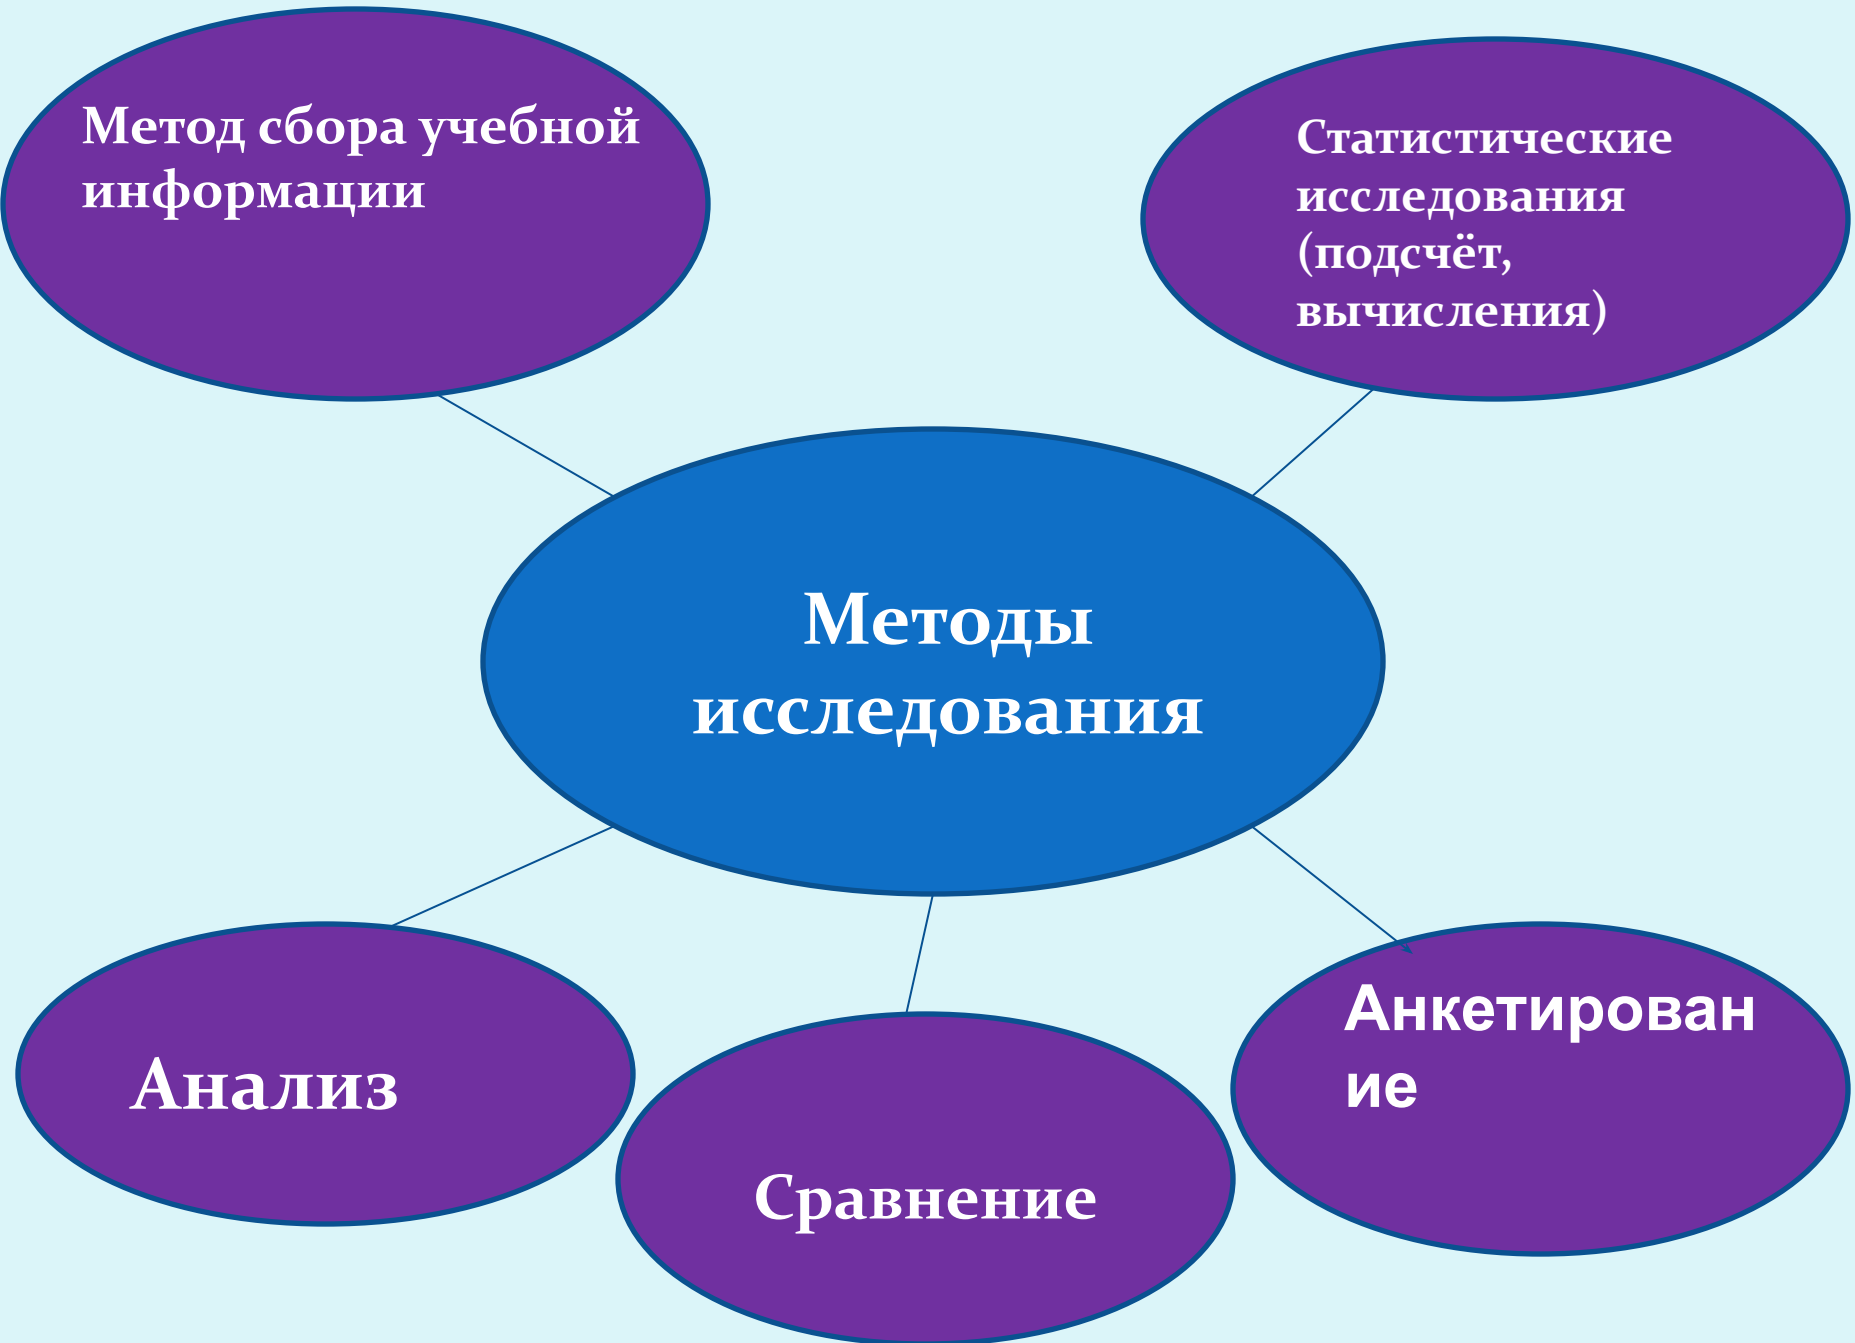 Метод сбора учебной
информации
Статистические
исследования
(подсчёт,
вычисления)
Методы
исследования
Анализ
Сравнение
Анкетирован
ие